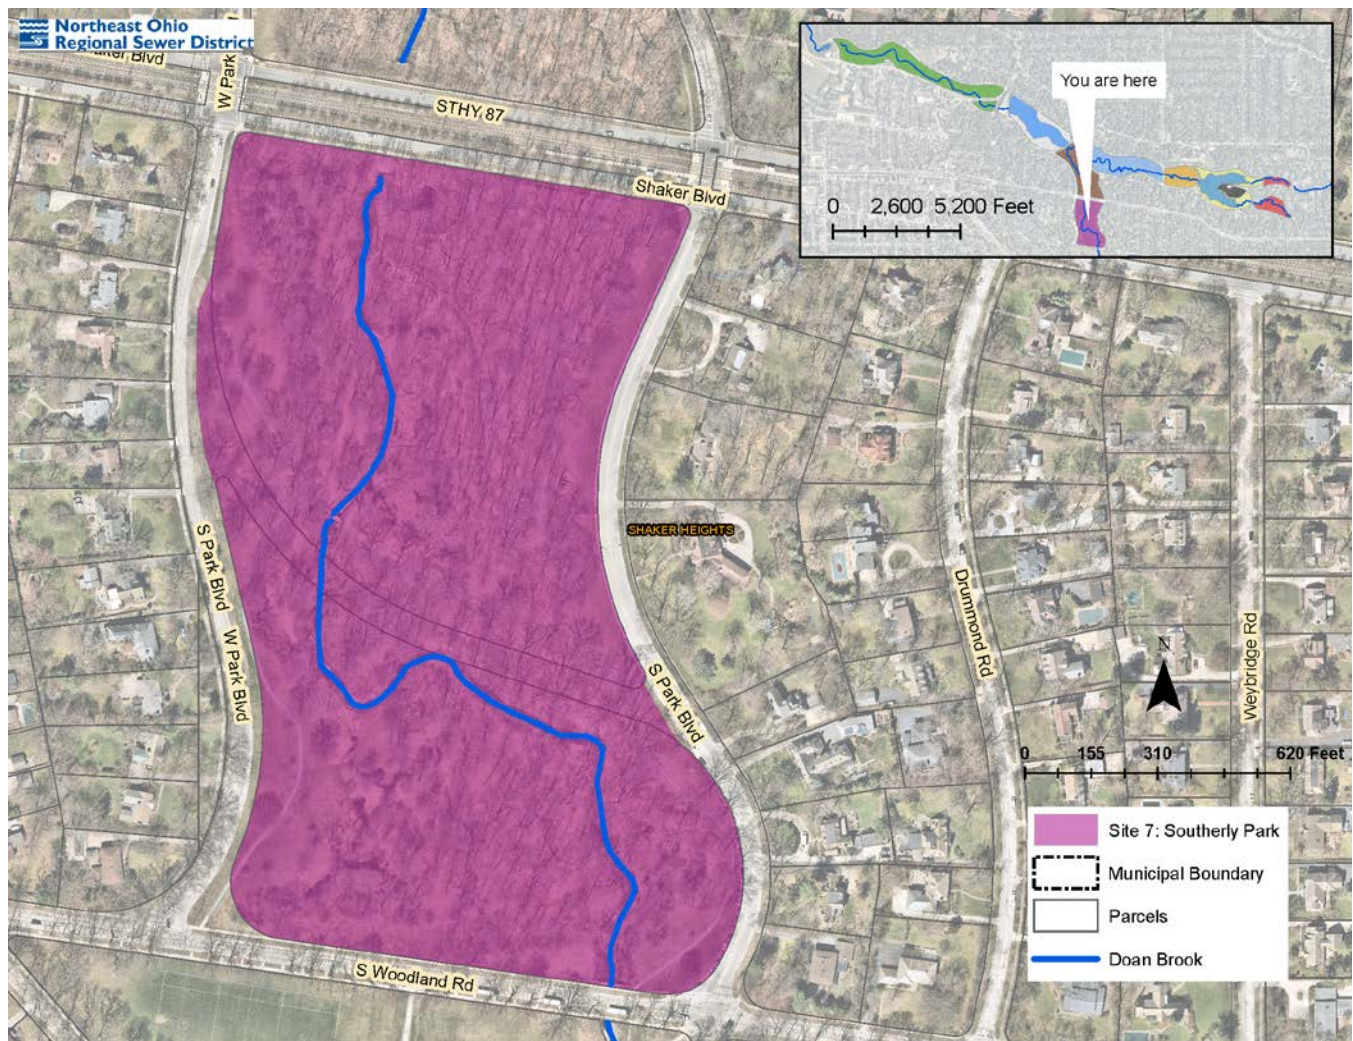 Northeast Ohio
Regional Sewer District
Blvd
W Park
STHY 87
Shaker Blvd
You are here
0 2,600 5,200 Feet
SHAKER HEIGHTS
S Park Blvd
W Park Blvd
S Park Blvd
Drummond Rd
Weybridge Rd
N
0 155 310 620 Feet
Site 7: Southerly Park
Municipal Boundary
Parcels
Doan Brook
S Woodland Rd